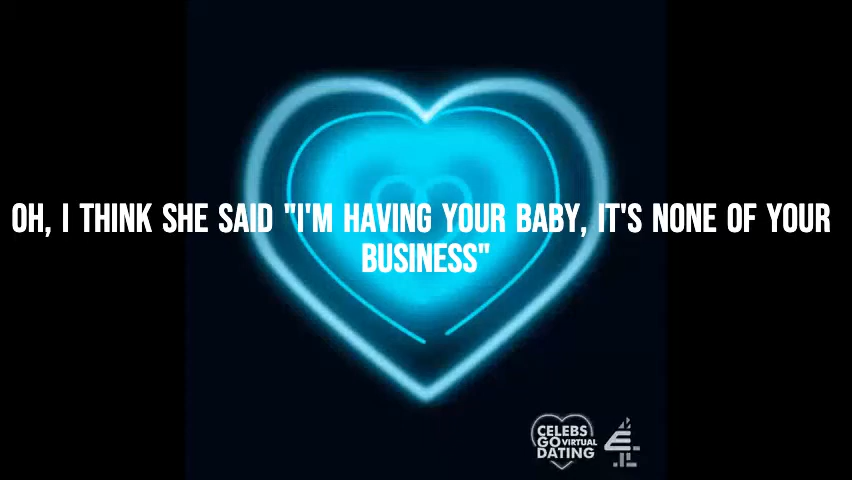 OH, I THINK SHE SAID "I'M HAVING YOUR BABY, IT'S NONE OF YOUR
BUSINESS"
CELEBS
GO VIRTUAL
DATING